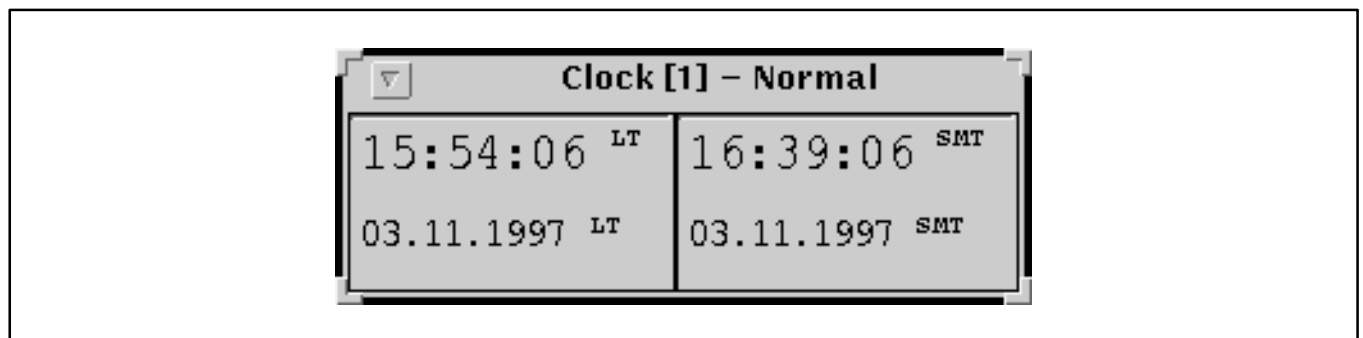 Clock [1] – Normal
15:54:06 LT 16:39:06 SMT
03.11.1997 LT 03.11.1997 SMT